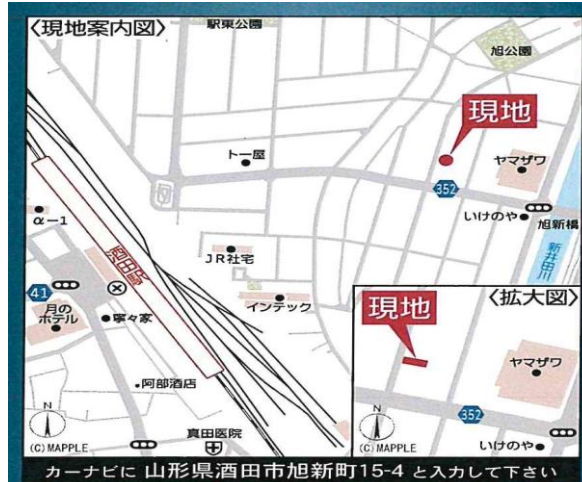 〈現地案内図〉
駅東公園
旭公園
現地
トー屋
ヤマザワ
352
いけのや
旭新橋
新井田川
α-1
酒田駅
JR社宅
41
月の
ホテル
寧々家
インテック
阿部酒店
真田医院
N
(C)MAPPLE
〈拡大図〉
現地
ヤマザワ
352
いけのや
N
(C)MAPPLE
カーナビに 山形県酒田市旭新町15-4 と入力して下さい